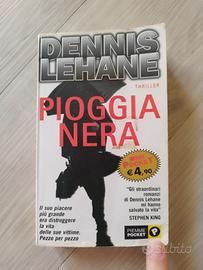 DENNIS
LEHANE
THRILLER
PIOGGIA
NERA
€ 4,90
Il suo piacere
più grande
era distruggere
la vita
delle sue vittime.
Pezzo per pezzo
"Gli straordinari
romanzi
di Dennis Lehane
mi hanno
salvato la vita"
STEPHEN KING
PIEMME
POCKET
subito